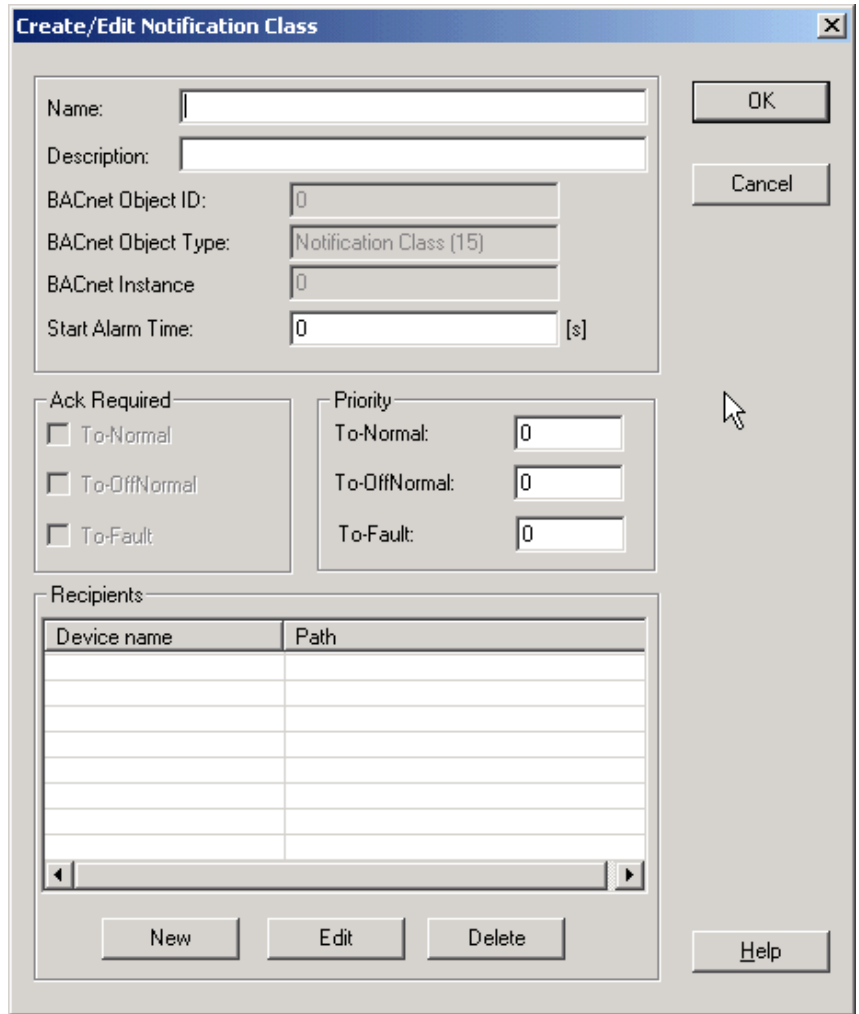 Create/Edit Notification Class
Name:
OK
Description:
Cancel
BACnet Object ID: 0
BACnet Object Type: Notification Class (15)
BACnet Instance 0
Start Alarm Time: 0 [s]
Ack Required
To-Normal
To-OffNormal
To-Fault
Priority
To-Normal: 0
To-OffNormal: 0
To-Fault: 0
Recipients
Device name Path
New Edit Delete
Help